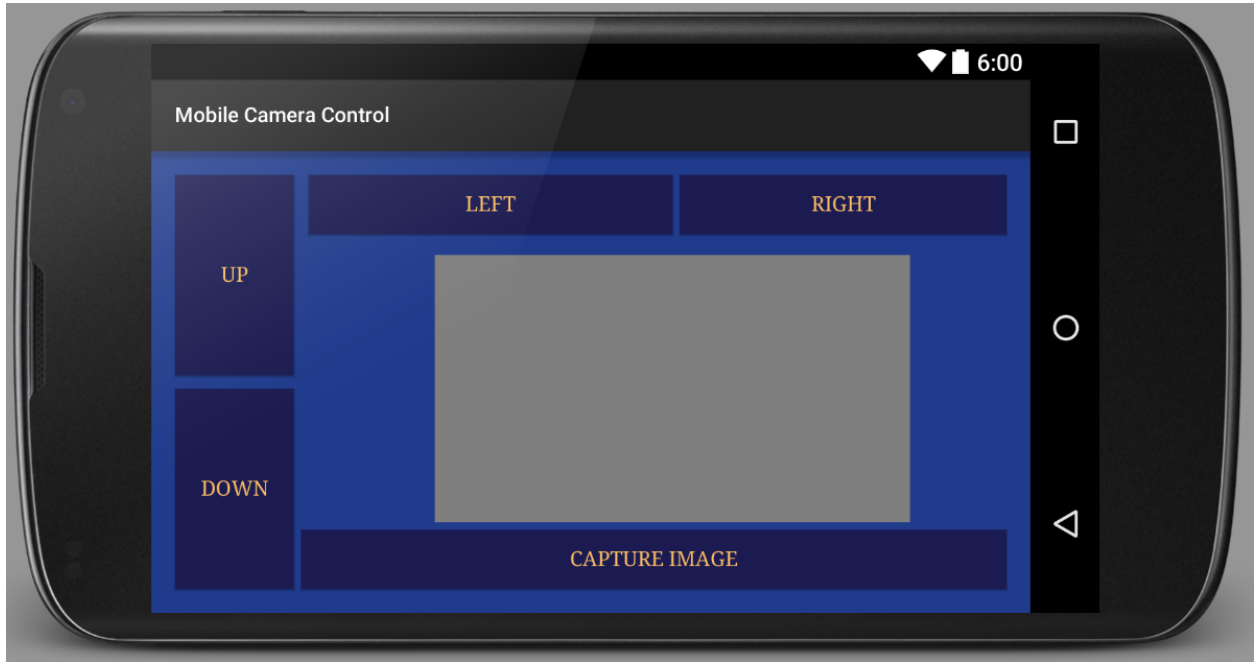 6:00
Mobile Camera Control
LEFT
RIGHT
UP
DOWN
CAPTURE IMAGE